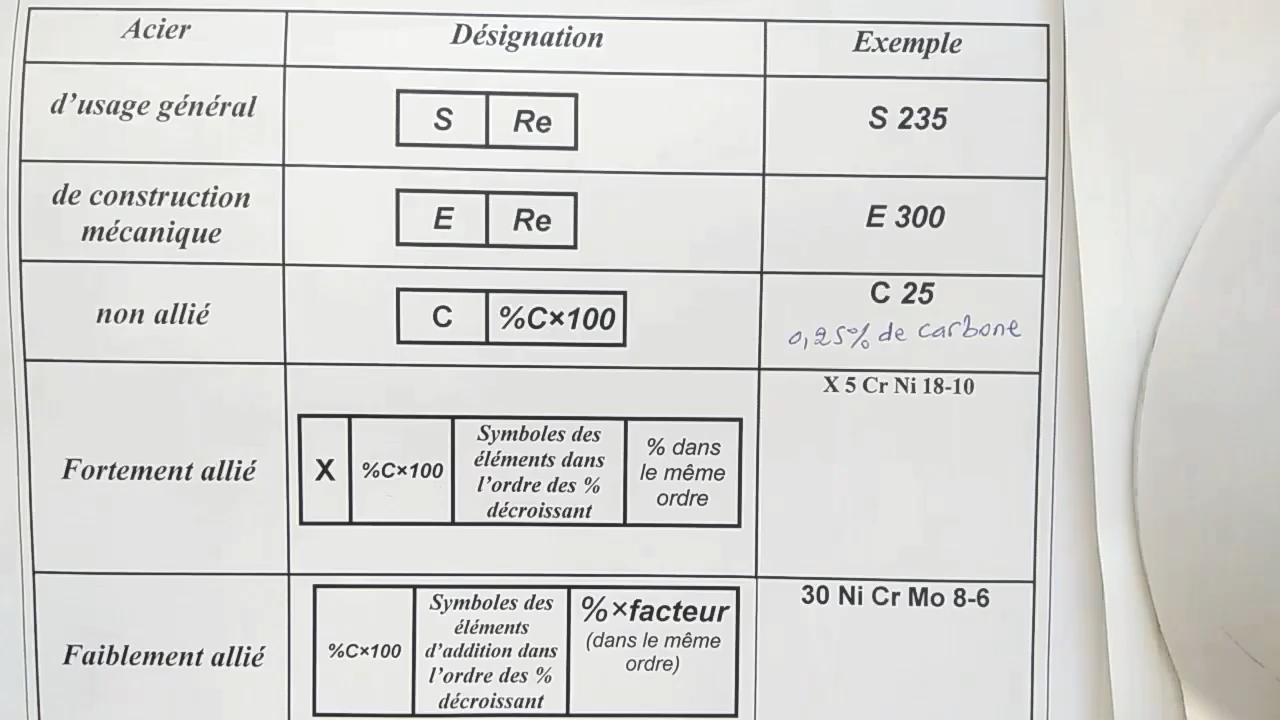 Acier
Désignation
Exemple
d'usage général
S
Re
S 235
de construction
mécanique
E
Re
E 300
non allié
C
%C×100
C 25
0,25% de carbone
Fortement allié
X
%C×100
Symboles des
éléments dans
l'ordre des %
décroissant
% dans
le même
ordre
X 5 Cr Ni 18-10
Faiblement allié
%C×100
Symboles des
éléments
d'addition dans
l'ordre des %
décroissant
%×facteur
(dans le même
ordre)
30 Ni Cr Mo 8-6